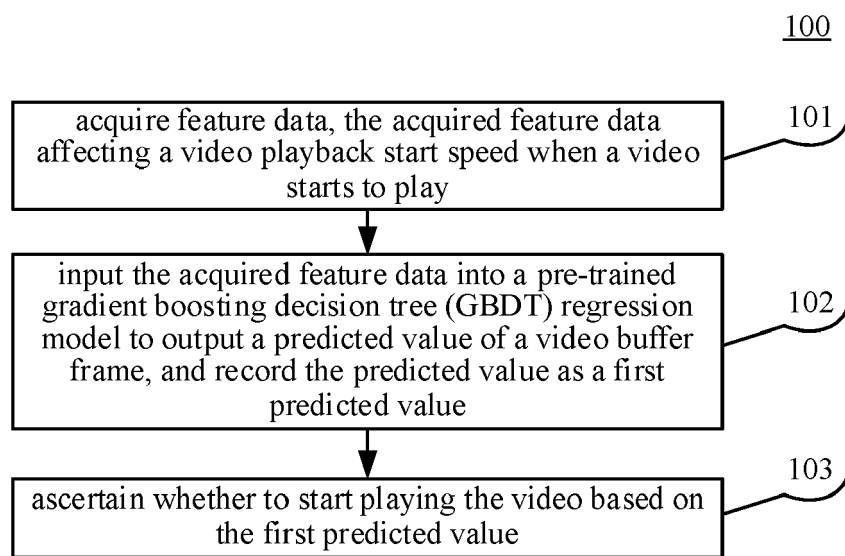 100
acquire feature data, the acquired feature data
affecting a video playback start speed when a video
starts to play
101
input the acquired feature data into a pre-trained
gradient boosting decision tree (GBDT) regression
model to output a predicted value of a video buffer
frame, and record the predicted value as a first
predicted value
102
ascertain whether to start playing the video based on
the first predicted value
103